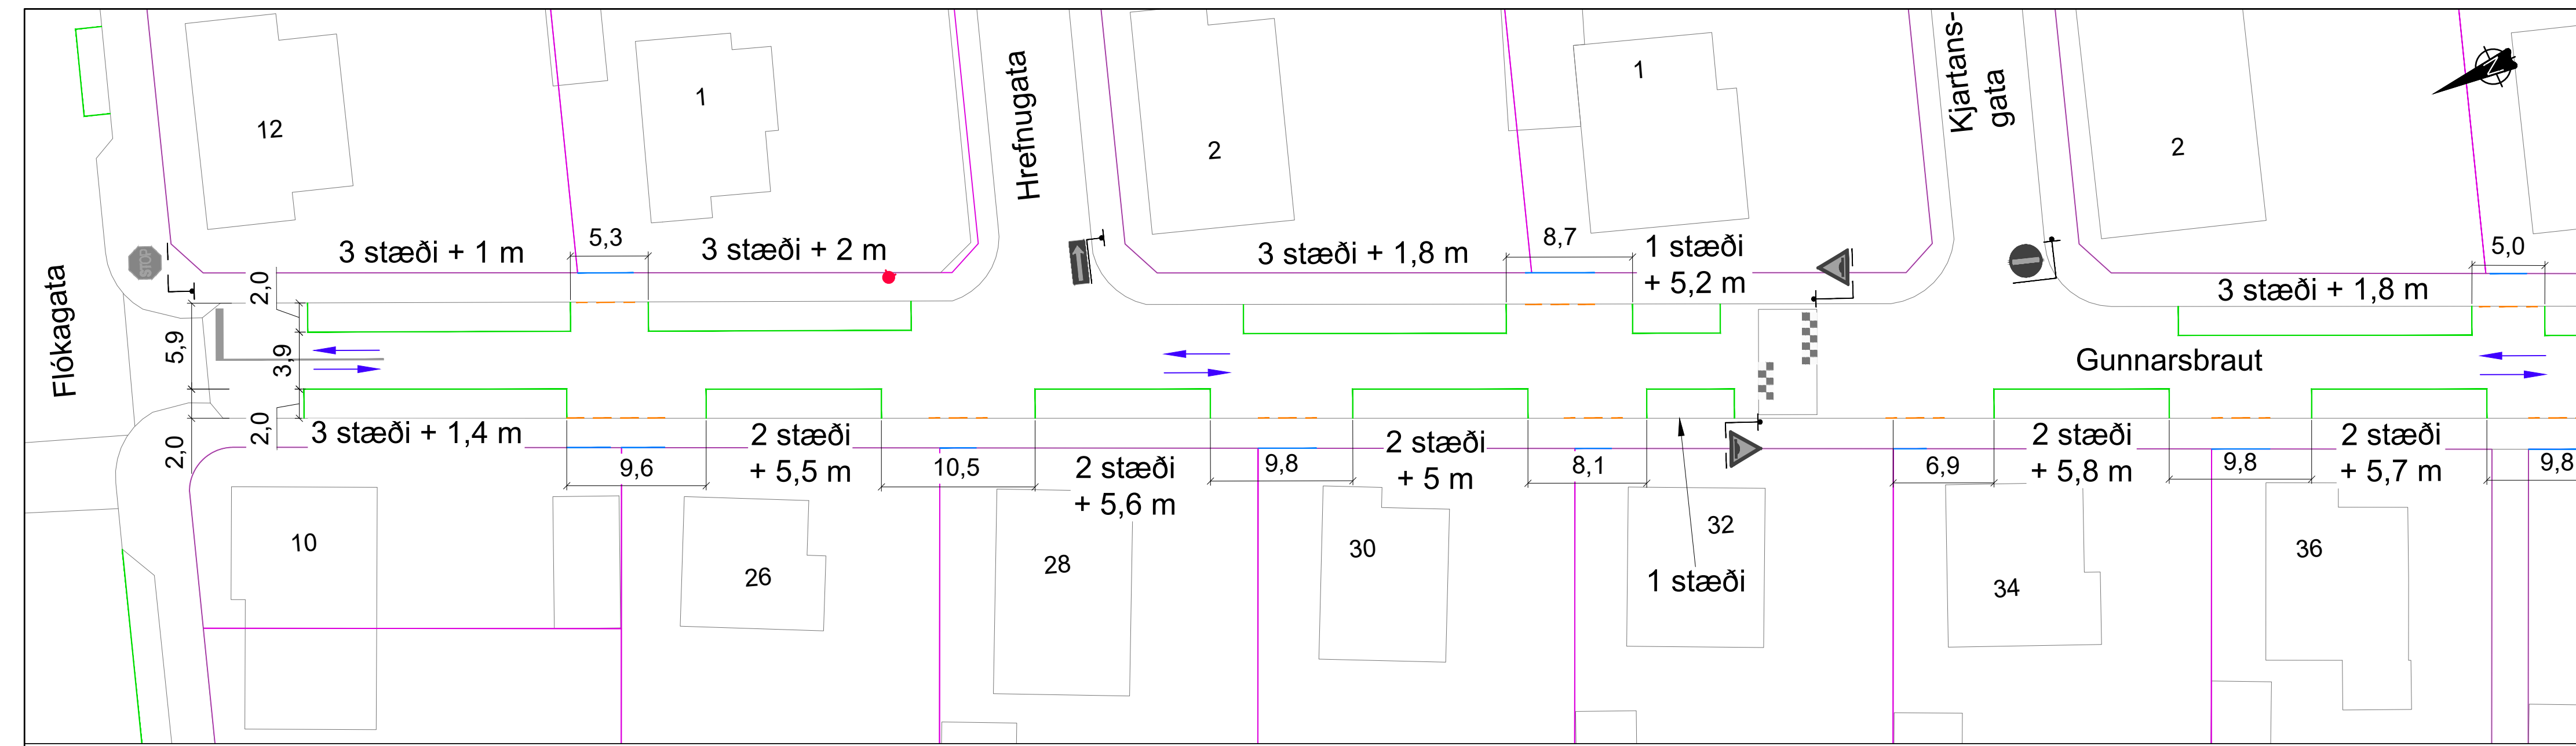 12
1
Hrefnugata
2
1
Kjartans-
gata
2
N
STOP
3 stæði + 1 m
5,3
3 stæði + 2 m
3 stæði + 1,8 m
8,7
1 stæði
+ 5,2 m
3 stæði + 1,8 m
5,0
Flókagata
2,0
5,9
3,9
2,0
2,0
Gunnarsbraut
3 stæði + 1,4 m
9,6
2 stæði
+ 5,5 m
10,5
2 stæði
+ 5,6 m
9,8
2 stæði
+ 5 m
8,1
1 stæði
6,9
2 stæði
+ 5,8 m
9,8
2 stæði
+ 5,7 m
9,8
10
26
28
30
32
34
36